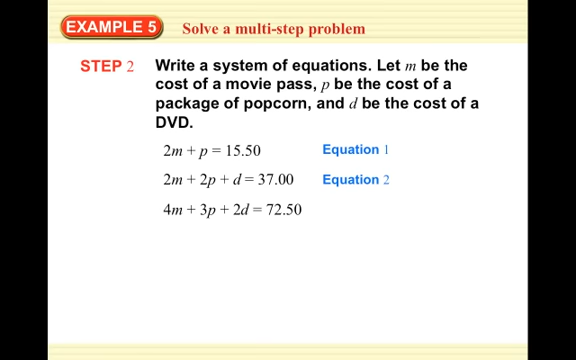 EXAMPLE 5 Solve a multi-step problem
STEP 2 Write a system of equations. Let m be the
cost of a movie pass, p be the cost of a
package of popcorn, and d be the cost of a
DVD.
2m + p = 15.50 Equation 1
2m + 2p + d = 37.00 Equation 2
4m + 3p + 2d = 72.50